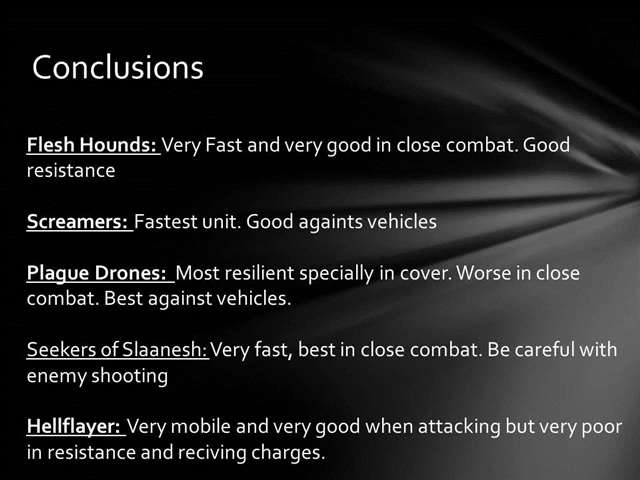 Conclusions
Flesh Hounds: Very Fast and very good in close combat. Good
resistance
Screamers: Fastest unit. Good againts vehicles
Plague Drones: Most resilient specially in cover. Worse in close
combat. Best against vehicles.
Seekers of Slaanesh: Very fast, best in close combat. Be careful with
enemy shooting
Hellflayer: Very mobile and very good when attacking but very poor
in resistance and reciving charges.